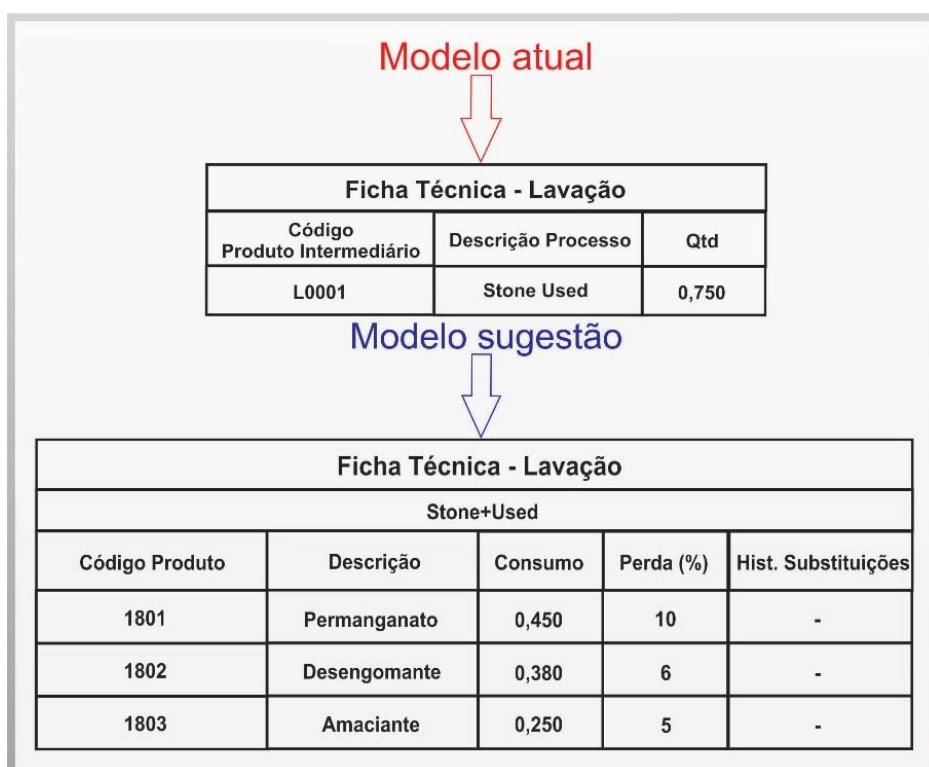 Modelo atual
Ficha Técnica - Lavação
Código
Produto Intermediário
Descrição Processo
Qtd
L0001
Stone Used
0,750
Modelo sugestão
Ficha Técnica - Lavação
Stone+Used
Código Produto
Descrição
Consumo
Perda (%)
Hist. Substituições
1801
Permanganato
0,450
10
-
1802
Desengomante
0,380
6
-
1803
Amaciante
0,250
5
-